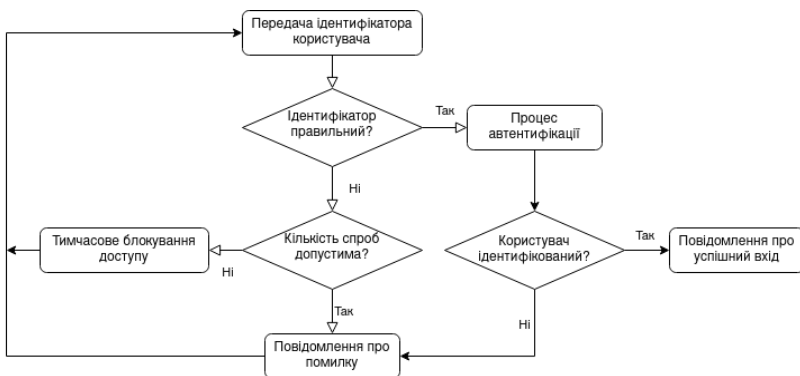 Передача ідентифікатора
користувача
Ідентифікатор
правильний?
Так
Процес
автентифікації
Ні
Тимчасове блокування
доступу
Ні
Кількість спроб
допустима?
Користувач
ідентифікований?
Так
Повідомлення про
успішний вхід
Так
Ні
Повідомлення про
помилку